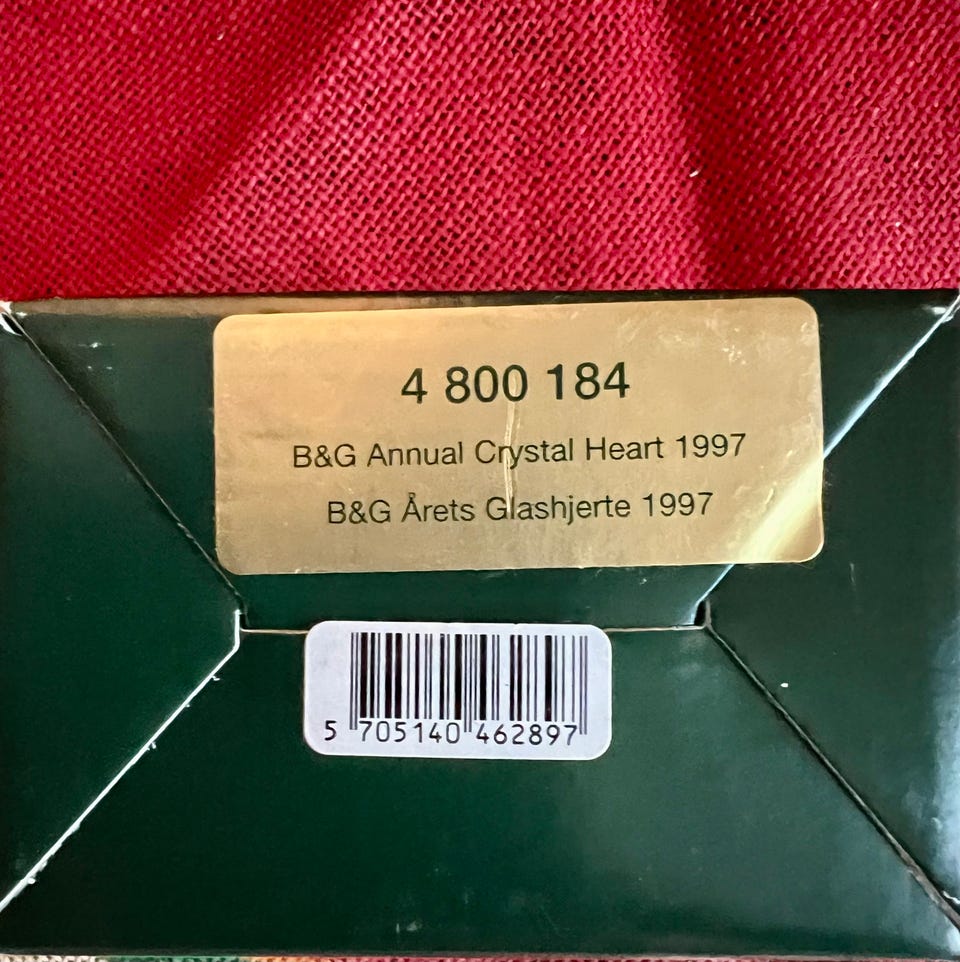 4 800 184
B&G Annual Crystal Heart 1997
B&G Årets Glashjerte 1997
5 705140 462897